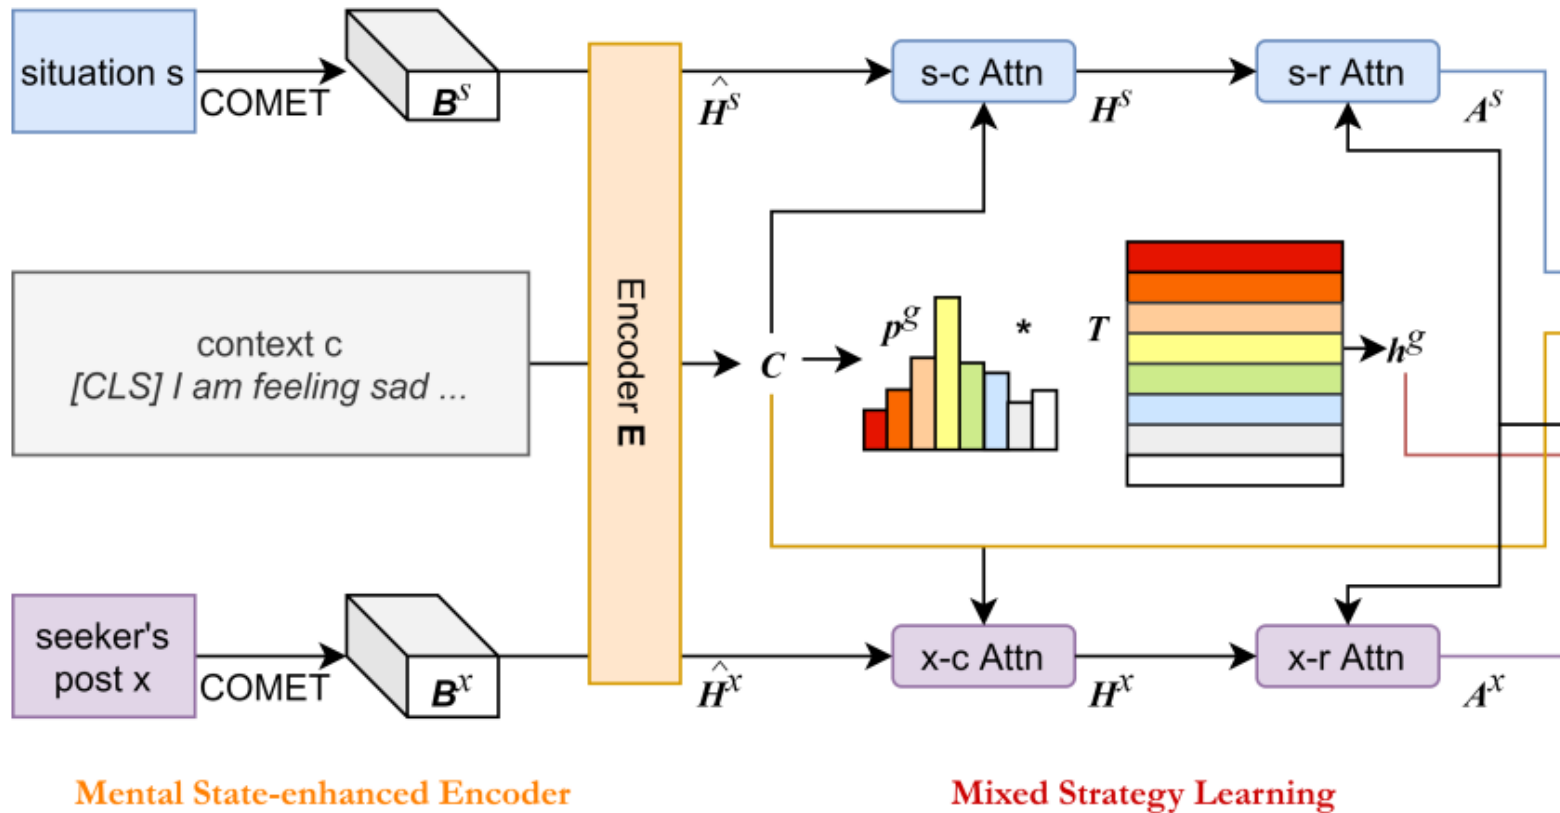 situation s
COMET
B^s
Ĥ^s
s-c Attn
H^s
s-r Attn
A^s
context c
[CLS] I am feeling sad ...
Encoder E
C
p^g
*
T
h^g
seeker's
post x
COMET
B^x
Ĥ^x
x-c Attn
H^x
x-r Attn
A^x
Mental State-enhanced Encoder
Mixed Strategy Learning